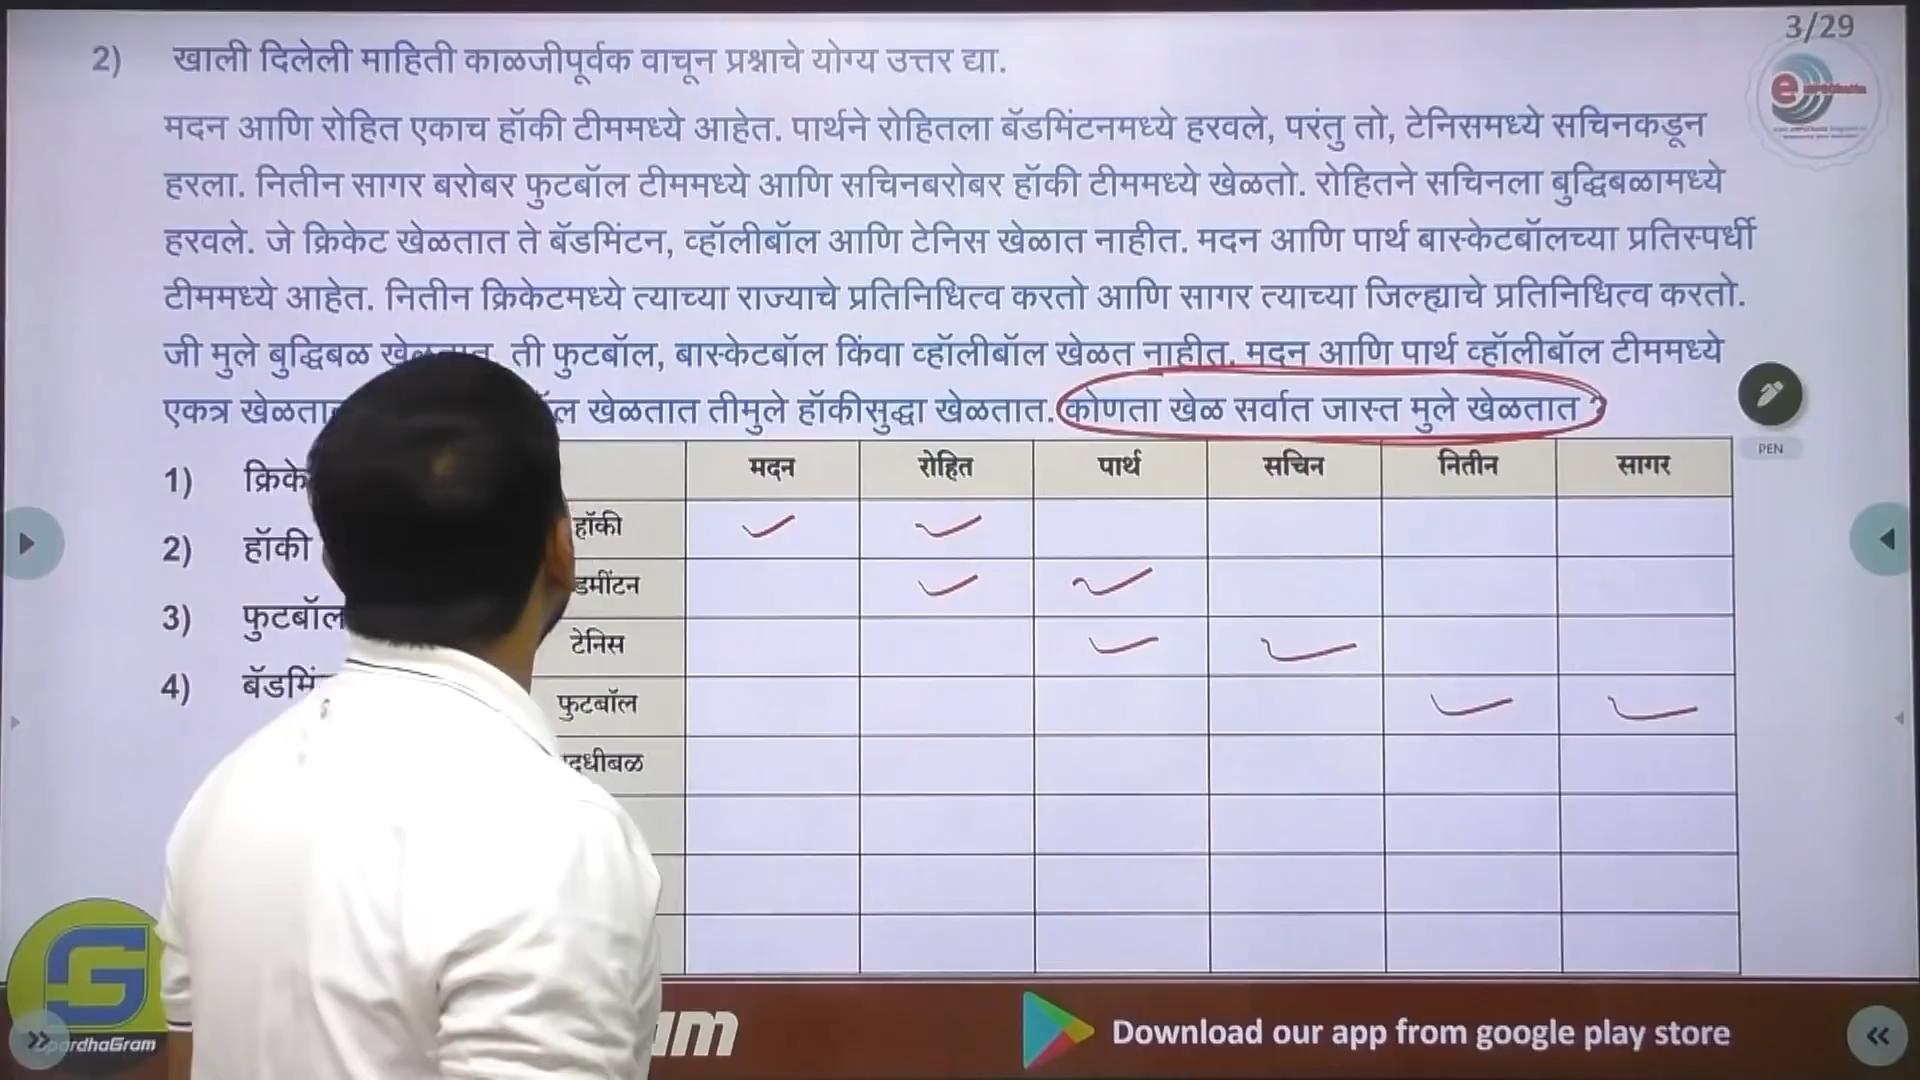 3/29
2) खाली दिलेली माहिती काळजीपूर्वक वाचून प्रश्नाचे योग्य उत्तर द्या.
मदन आणि रोहित एकाच हॉकी टीममध्ये आहेत. पार्थने रोहितला बॅडमिंटनमध्ये हरवले, परंतु तो, टेनिसमध्ये सचिनकडून
हरला. नितीन सागर बरोबर फुटबॉल टीममध्ये आणि सचिनबरोबर हॉकी टीममध्ये खेळतो. रोहितने सचिनला बुद्धिबळामध्ये
हरवले. जे क्रिकेट खेळतात ते बॅडमिंटन, व्हॉलीबॉल आणि टेनिस खेळात नाहीत. मदन आणि पार्थ बास्केटबॉलच्या प्रतिस्पर्धी
टीममध्ये आहेत. नितीन क्रिकेटमध्ये त्याच्या राज्याचे प्रतिनिधित्व करतो आणि सागर त्याच्या जिल्ह्याचे प्रतिनिधित्व करतो.
जी मुले बुद्धिबळ ती फुटबॉल, बास्केटबॉल किंवा व्हॉलीबॉल खेळत नाहीत. मदन आणि पार्थ व्हॉलीबॉल टीममध्ये
एकत्र खेळतात तीमुले हॉकीसुद्धा खेळतात. कोणता खेळ सर्वात जास्त मुले खेळतात ?
PEN
मदन रोहित पार्थ सचिन नितीन सागर
1) क्रिके
हॉकी
2) हॉकी
डमींटन
3) फुटबॉल
टेनिस
4) बॅडमिं
फुटबॉल
दधीबळ
Download our app from google play store